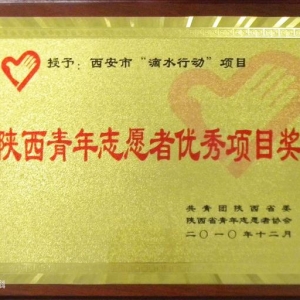 授予：西安市“滴水行动”项目
陕西青年志愿者优秀项目奖
共青团陕西省委
陕西省青年志愿者协会
二〇一〇年十二月